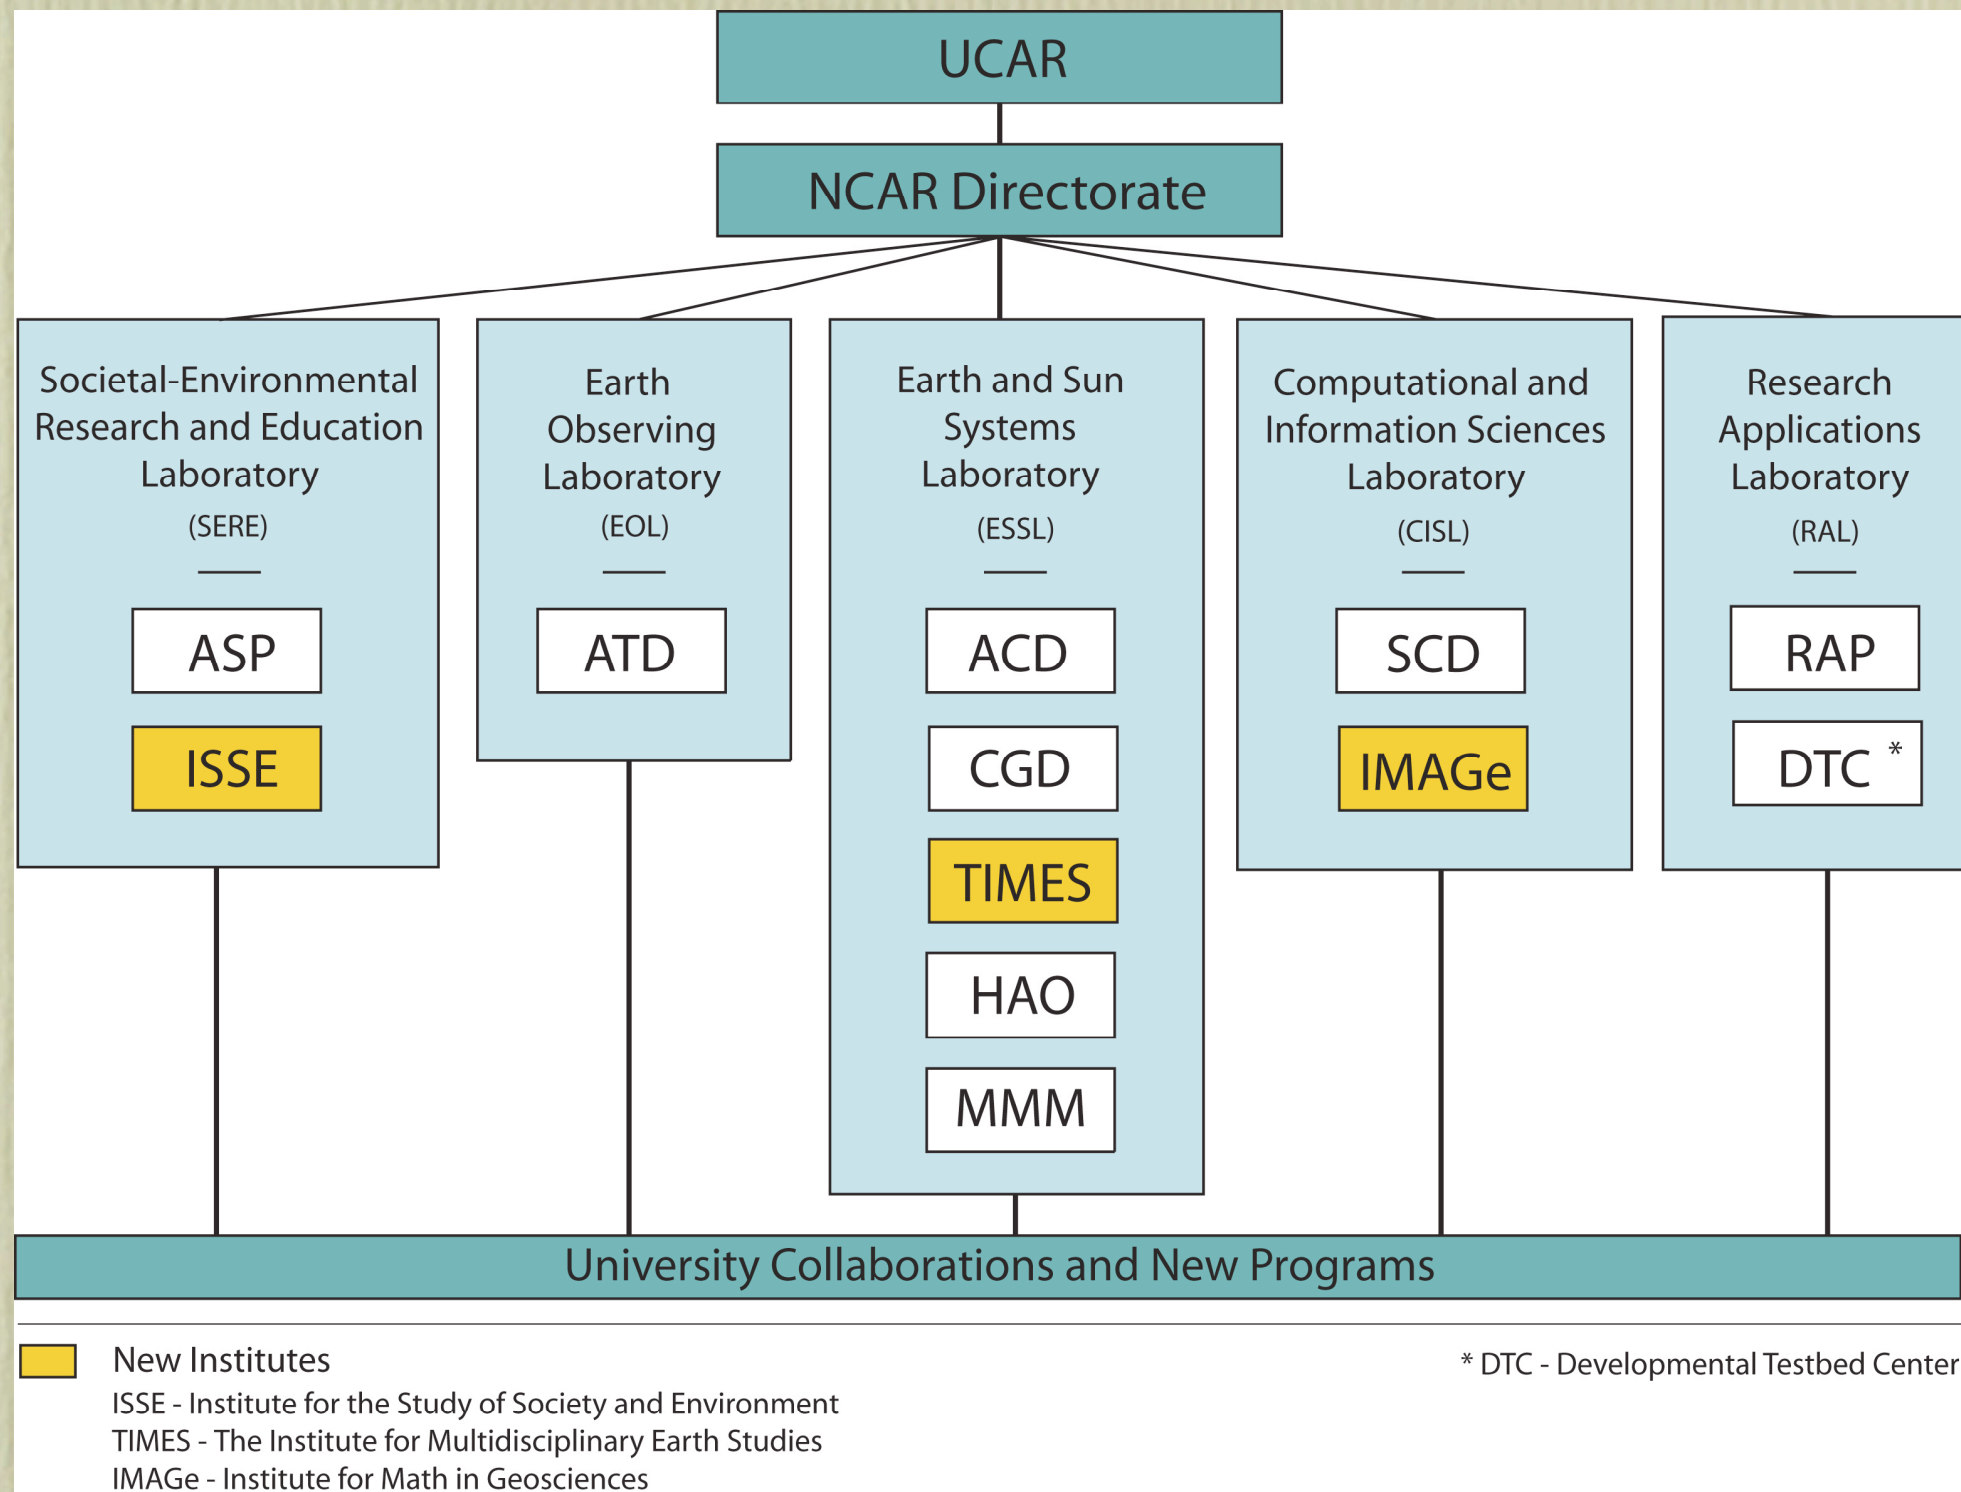 UCAR
NCAR Directorate
Societal-Environmental
Research and Education
Laboratory
(SERE)
ASP
ISSE
Earth
Observing
Laboratory
(EOL)
ATD
Earth and Sun
Systems
Laboratory
(ESSL)
ACD
CGD
TIMES
HAO
MMM
Computational and
Information Sciences
Laboratory
(CISL)
SCD
IMAGe
Research
Applications
Laboratory
(RAL)
RAP
DTC *
University Collaborations and New Programs
New Institutes
ISSE - Institute for the Study of Society and Environment
TIMES - The Institute for Multidisciplinary Earth Studies
IMAGe - Institute for Math in Geosciences
* DTC - Developmental Testbed Center